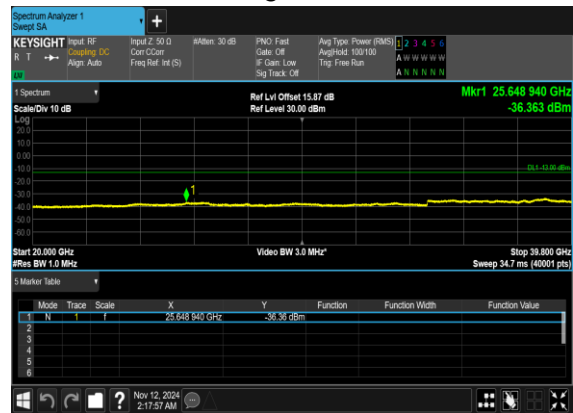 Spectrum Analyzer 1
Swept SA
+
KEYSIGHT Input: RF Input Z: 50 Ω #Atten: 30 dB PNO: Fast Avg Type: Power (RMS) 1 2 3 4 5 6
R T Coupling: DC Corr CCorr Gate: Off Avg|Hold: 100/100 A W W W W W
Align: Auto Freq Ref: Int (S) IF Gain: Low Trig: Free Run
Sig Track: Off A N N N N N
LW
1 Spectrum Ref Lvl Offset 15.87 dB Mkr1 25.648 940 GHz
Scale/Div 10 dB Ref Level 30.00 dBm -36.363 dBm
Log
20.0
10.0
0.00
-10.0 DL1 -13.00 dBm
-20.0
1
-30.0
-40.0
-50.0
-60.0
Start 20.000 GHz Video BW 3.0 MHz* Stop 39.800 GHz
#Res BW 1.0 MHz Sweep 34.7 ms (40001 pts)
5 Marker Table
Mode Trace Scale X Y Function Function Width Function Value
1 N 1 f 25.648 940 GHz -36.36 dBm
2
3
4
5
6
? Nov 12, 2024
2:17:57 AM